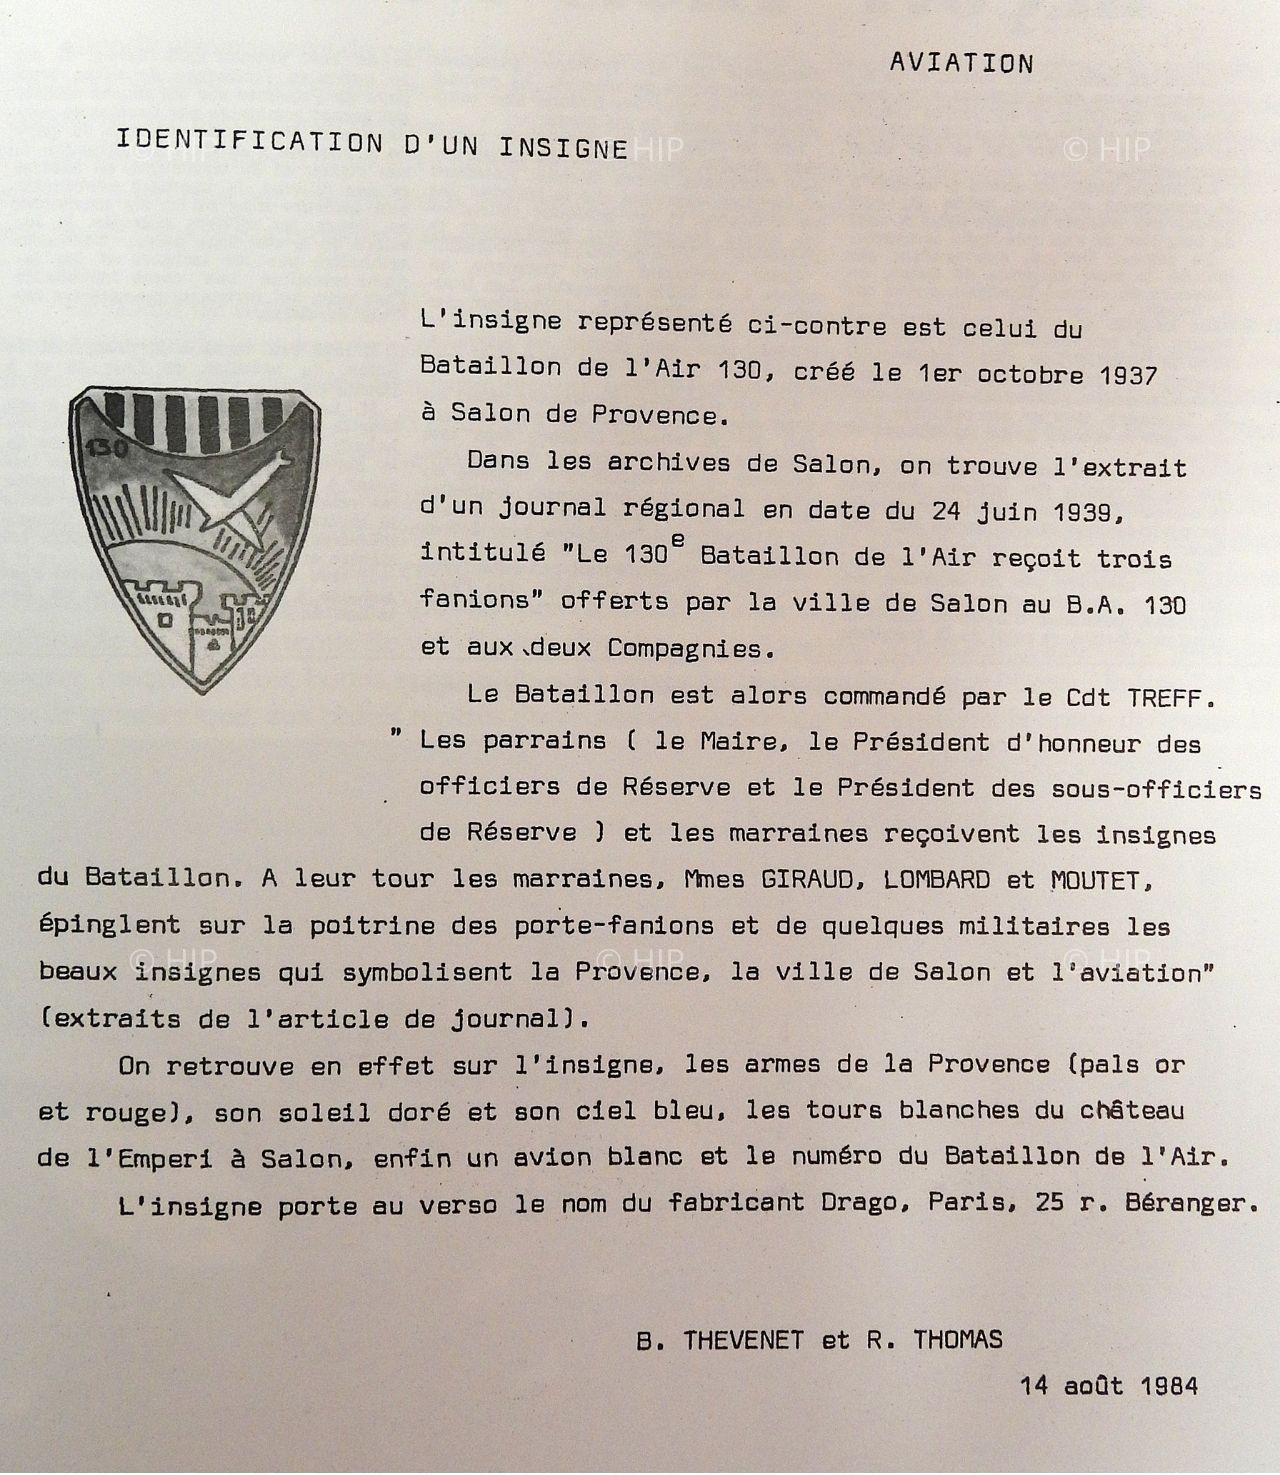 AVIATION
IDENTIFICATION D'UN INSIGNE
© HIP
© HIP
© HIP
L'insigne représenté ci-contre est celui du
Bataillon de l'Air 130, créé le 1er octobre 1937
à Salon de Provence.
130
Dans les archives de Salon, on trouve l'extrait
d'un journal régional en date du 24 juin 1939,
intitulé "Le 130e Bataillon de l'Air reçoit trois
fanions" offerts par la ville de Salon au B.A. 130
et aux deux Compagnies.
Le Bataillon est alors commandé par le Cdt TREFF.
" Les parrains ( le Maire, le Président d'honneur des
officiers de Réserve et le Président des sous-officiers
de Réserve ) et les marraines reçoivent les insignes
du Bataillon. A leur tour les marraines, Mmes GIRAUD, LOMBARD et MOUTET,
épinglent sur la poitrine des porte-fanions et de quelques militaires les
© HIP
© HIP
© HIP
beaux insignes qui symbolisent la Provence, la ville de Salon et l'aviation"
(extraits de l'article de journal).
On retrouve en effet sur l'insigne, les armes de la Provence (pals or
et rouge), son soleil doré et son ciel bleu, les tours blanches du château
de l'Emperi à Salon, enfin un avion blanc et le numéro du Bataillon de l'Air.
L'insigne porte au verso le nom du fabricant Drago, Paris, 25 r. Béranger.
B. THEVENET et R. THOMAS
14 août 1984